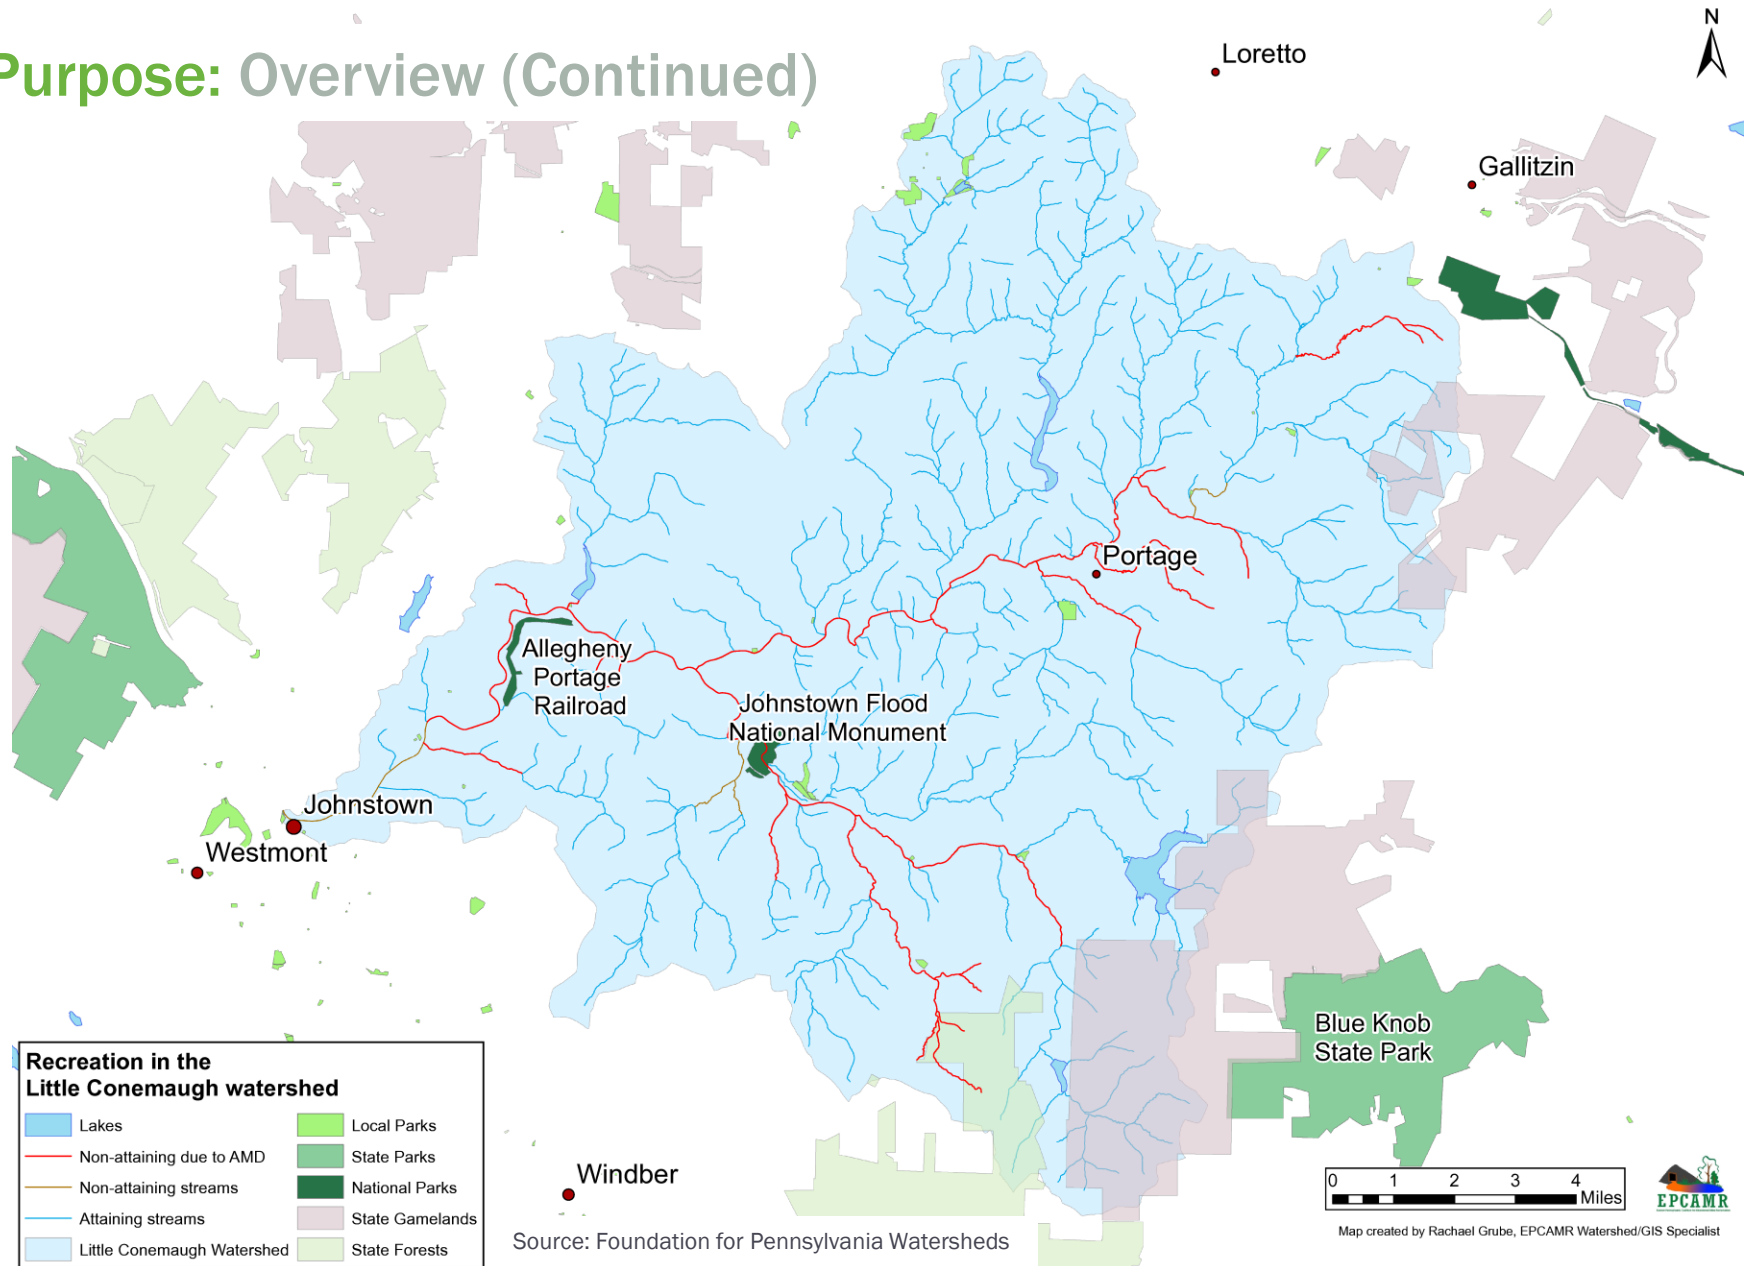 Purpose: Overview (Continued)
N
Loretto
Gallitzin
Portage
Allegheny
Portage
Railroad
Johnstown Flood
National Monument
Johnstown
Westmont
Blue Knob
State Park
Windber
Recreation in the
Little Conemaugh watershed
Lakes
Non-attaining due to AMD
Non-attaining streams
Attaining streams
Little Conemaugh Watershed
Local Parks
State Parks
National Parks
State Gamelands
State Forests
0 1 2 3 4
Miles
EPCAMR
Map created by Rachael Grube, EPCAMR Watershed/GIS Specialist
Source: Foundation for Pennsylvania Watersheds